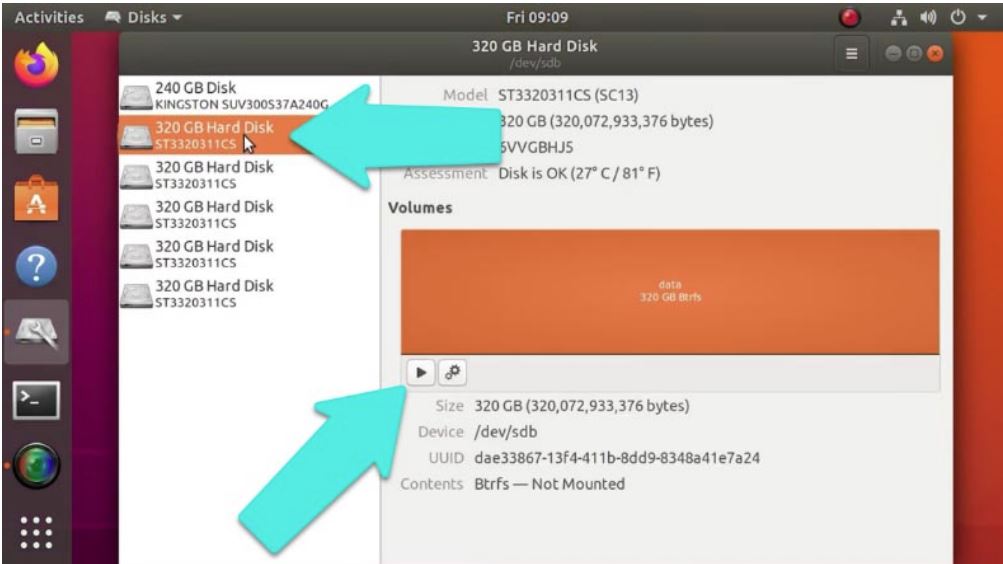 Activities Disks Fri 09:09
320 GB Hard Disk
/dev/sdb
240 GB Disk
KINGSTON SUV300S37A240G
320 GB Hard Disk
ST3320311CS
320 GB Hard Disk
ST3320311CS
320 GB Hard Disk
ST3320311CS
320 GB Hard Disk
ST3320311CS
320 GB Hard Disk
ST3320311CS
Model ST3320311CS (SC13)
320 GB (320,072,933,376 bytes)
6VVGBHJ5
Assessment Disk is OK (27° C / 81° F)
Volumes
data
320 GB Btrfs
Size 320 GB (320,072,933,376 bytes)
Device /dev/sdb
UUID dae33867-13f4-411b-8dd9-8348a41e7a24
Contents Btrfs — Not Mounted